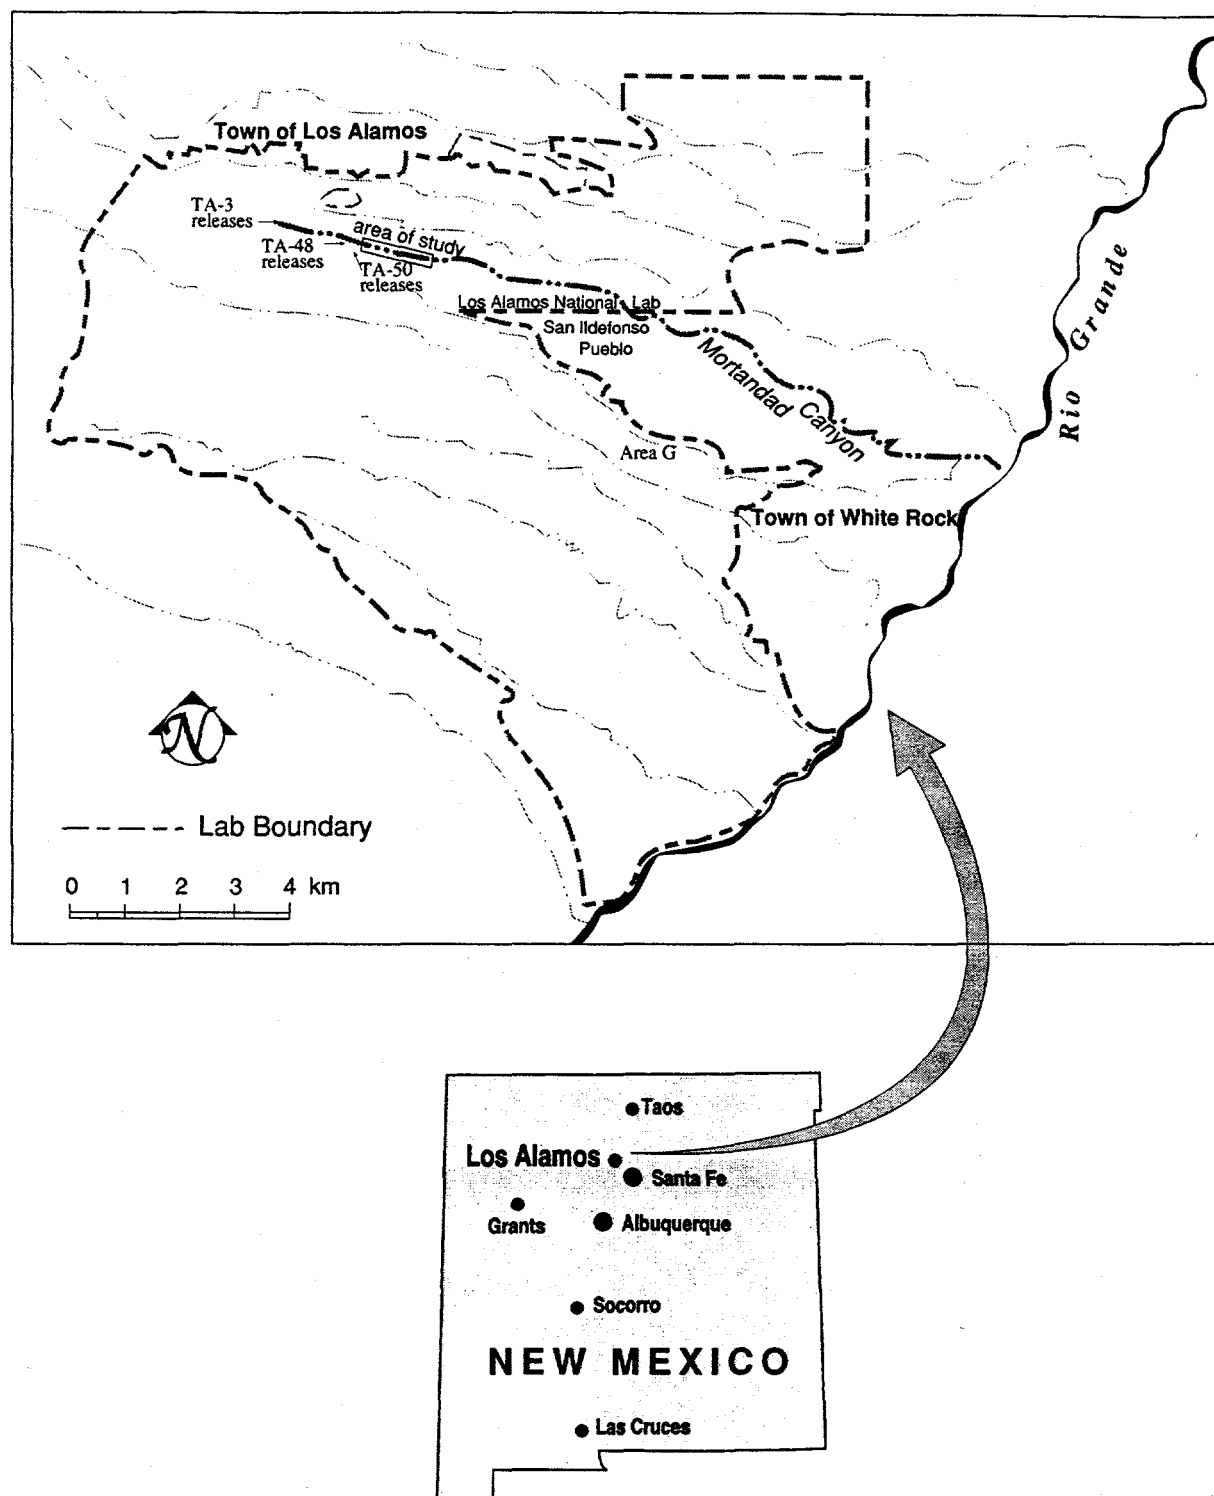 Town of Los Alamos
TA-3
releases
area of study
TA-48
releases
TA-50
releases
Los Alamos National Lab
San Ildefonso
Pueblo
Mortandad Canyon
Rio Grande
Area G
Town of White Rock
N
Lab Boundary
0 1 2 3 4 km
Taos
Los Alamos
Santa Fe
Grants
Albuquerque
Socorro
NEW MEXICO
Las Cruces